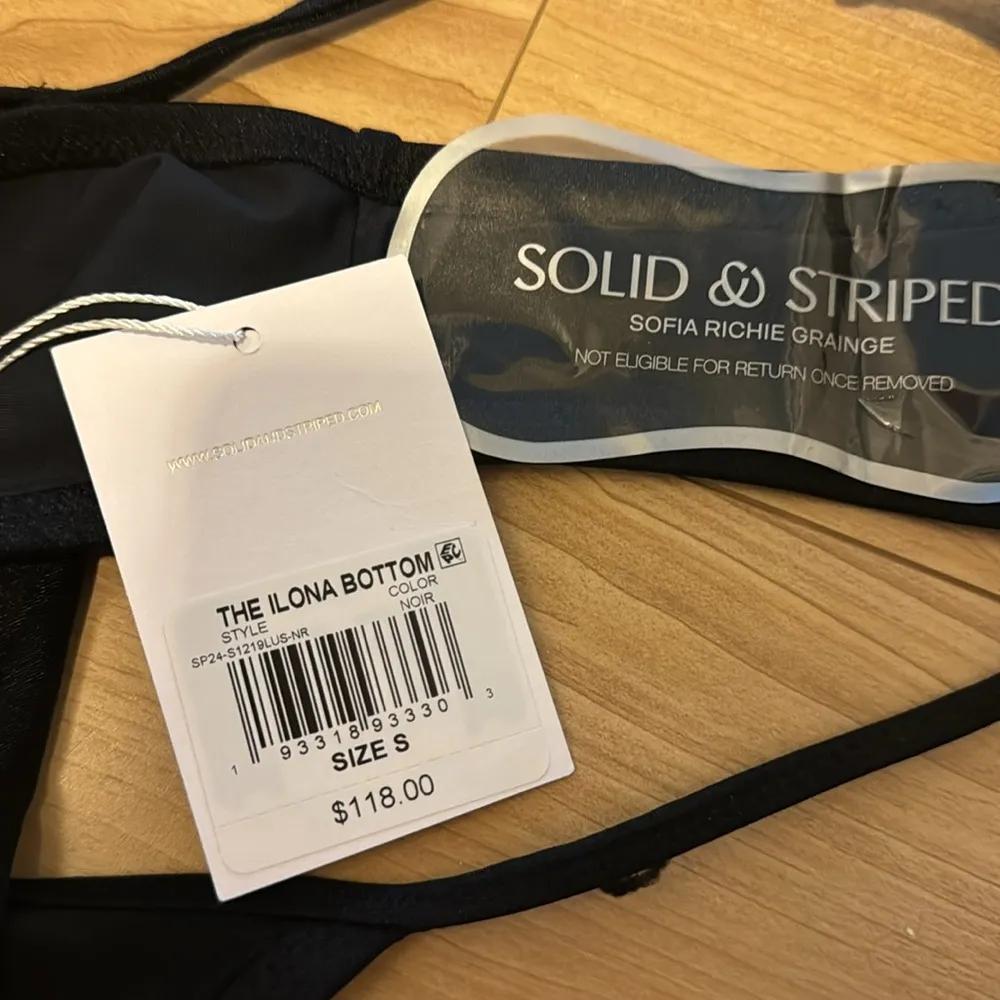 SOLID & STRIPED
SOFIA RICHIE GRAINGE
NOT ELIGIBLE FOR RETURN ONCE REMOVED
WWW.SOLIDANDSTRIPED.COM
THE ILONA BOTTOM
STYLE
COLOR
SP24-S1219LUS-NR
NOIR
1 93318 93330 3
SIZE S
$118.00